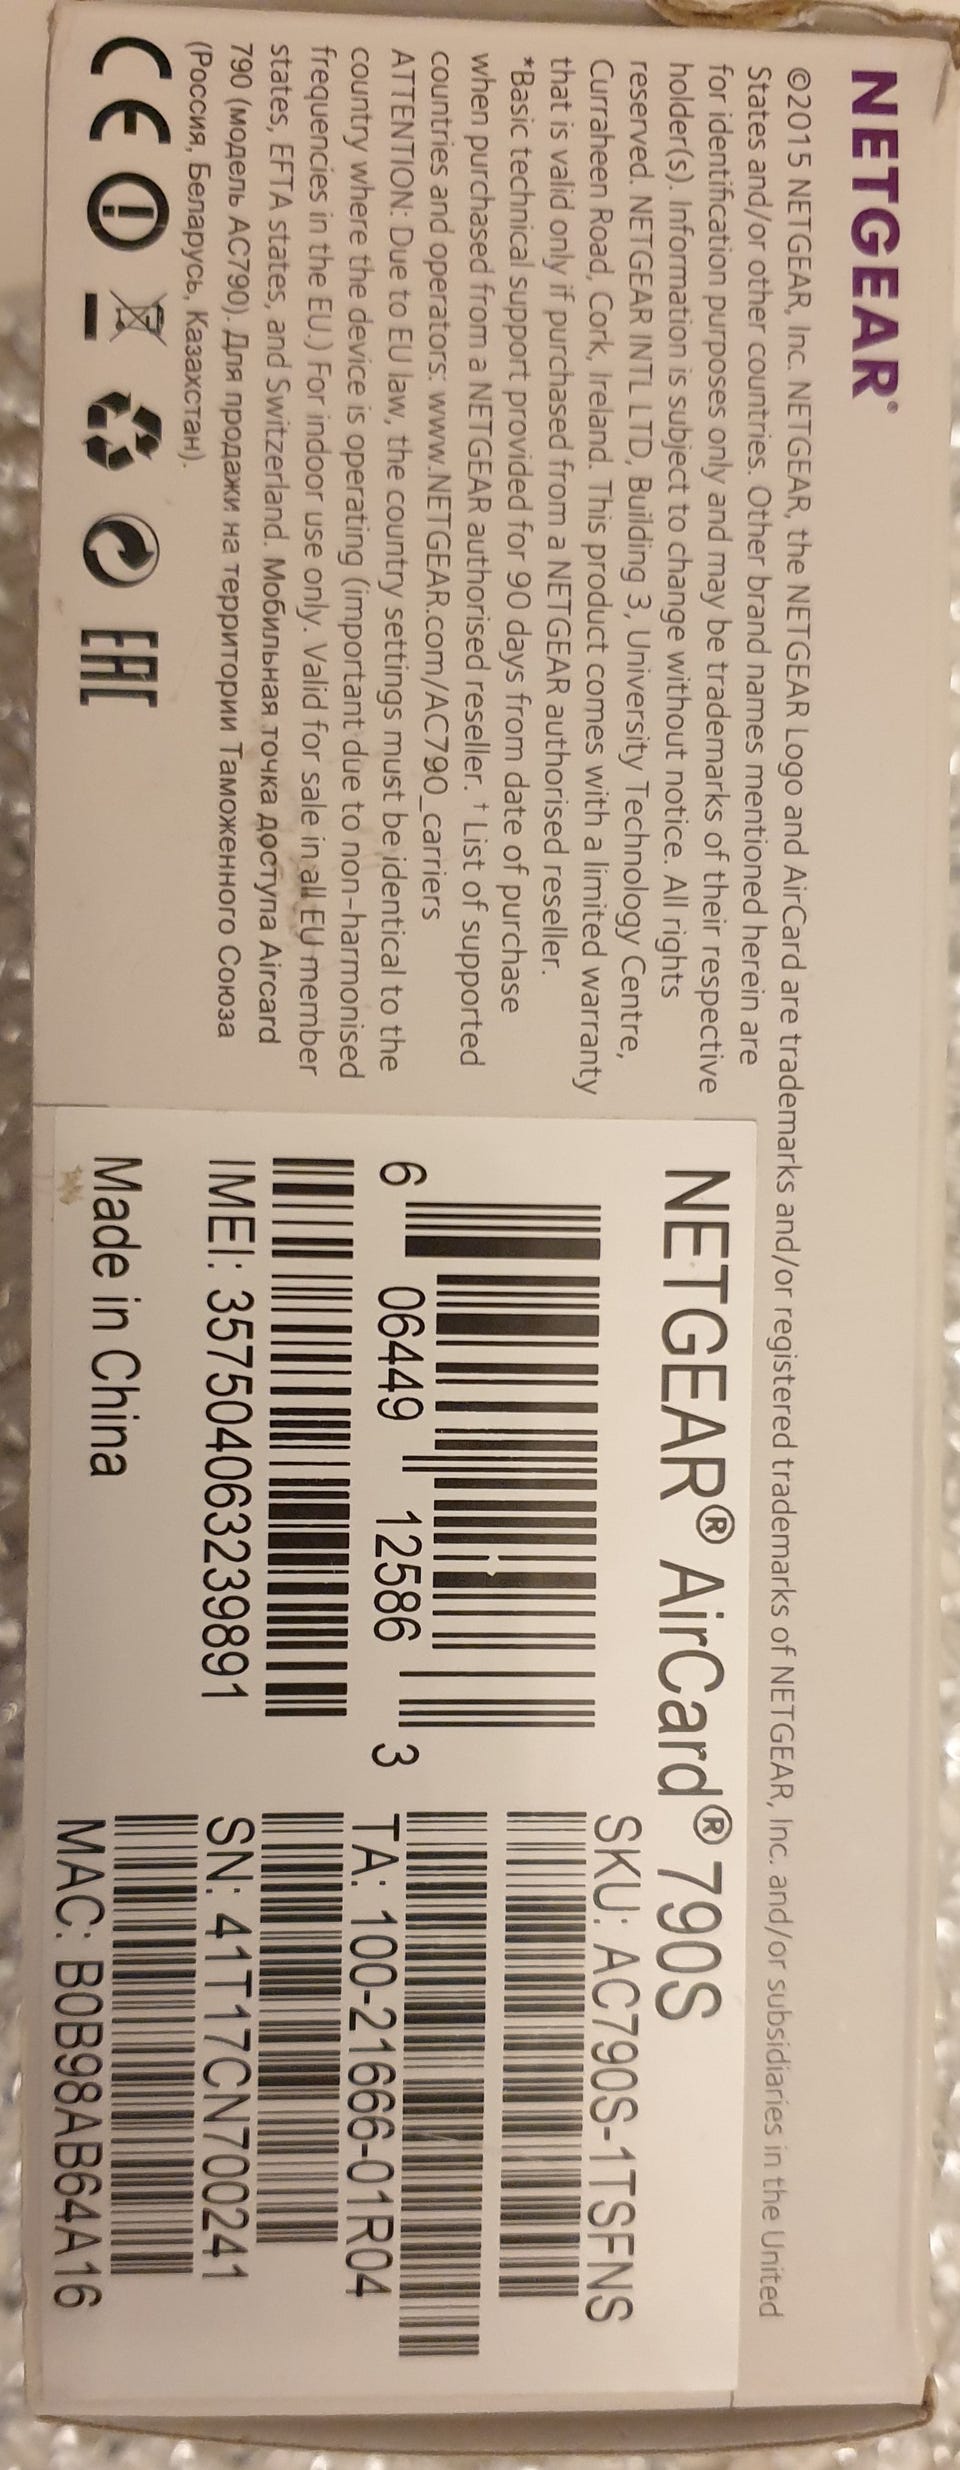 NETGEAR®
©2015 NETGEAR, Inc. NETGEAR, the NETGEAR Logo and AirCard are trademarks and/or registered trademarks of NETGEAR, Inc. and/or subsidiaries in the United
States and/or other countries. Other brand names mentioned herein are
for identification purposes only and may be trademarks of their respective
holder(s). Information is subject to change without notice. All rights
reserved. NETGEAR INTL LTD, Building 3, University Technology Centre,
Curraheen Road, Cork, Ireland. This product comes with a limited warranty
that is valid only if purchased from a NETGEAR authorised reseller.
*Basic technical support provided for 90 days from date of purchase
when purchased from a NETGEAR authorised reseller. † List of supported
countries and operators: www.NETGEAR.com/AC790_carriers
ATTENTION: Due to EU law, the country settings must be identical to the
country where the device is operating (important due to non-harmonised
frequencies in the EU.) For indoor use only. Valid for sale in all EU member
states, EFTA states, and Switzerland. Мобильная точка доступа Aircard
790 (модель AC790). Для продажи на территории Таможенного Союза
(Россия, Беларусь, Казахстан).
CE
EAC
NETGEAR® AirCard® 790S
6 06449 12586 3
IMEI: 357504063239891
Made in China
SKU: AC790S-1TSFNS
TA: 100-21666-01R04
SN: 41T17CN700241
MAC: B0B98AB64A16